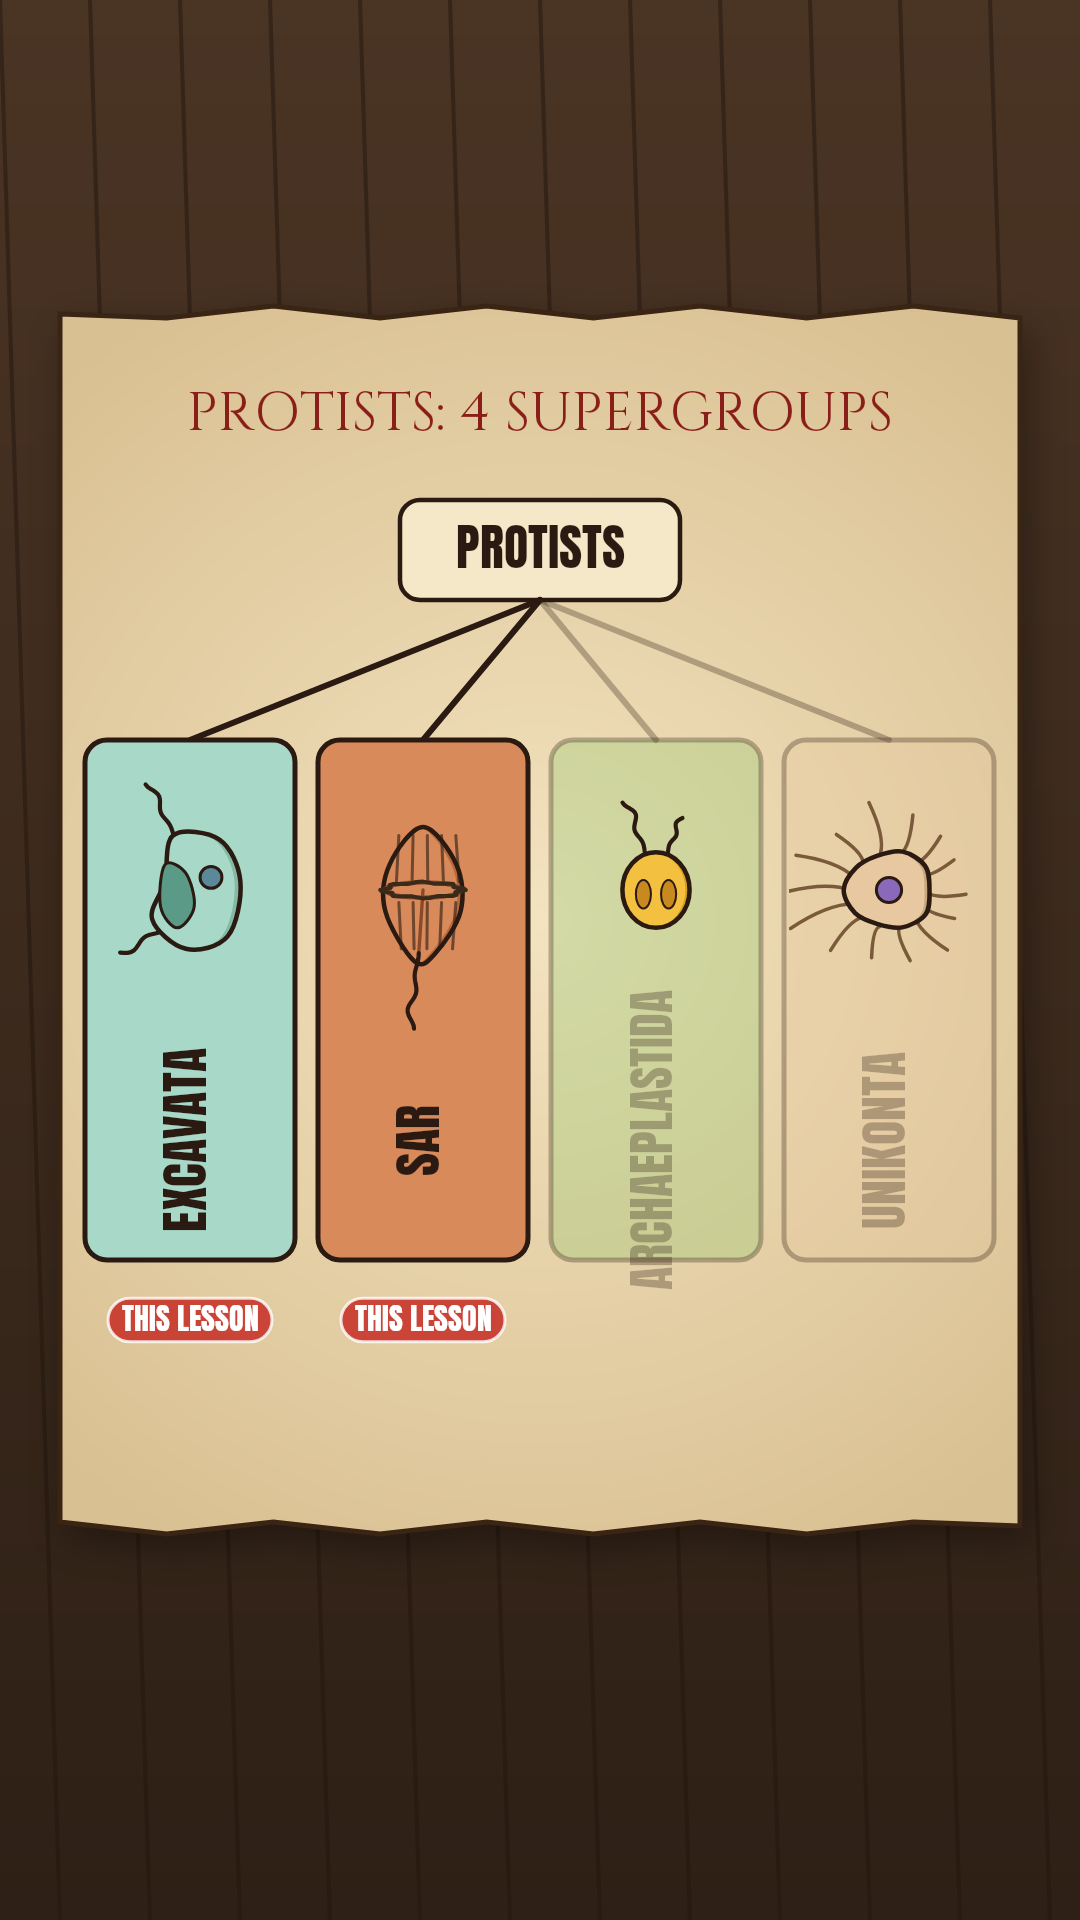 PROTISTS: 4 SUPERGROUPS
PROTISTS
EXCAVATA
SAR
ARCHAEPLASTIDA
UNIKONTA
THIS LESSON
THIS LESSON